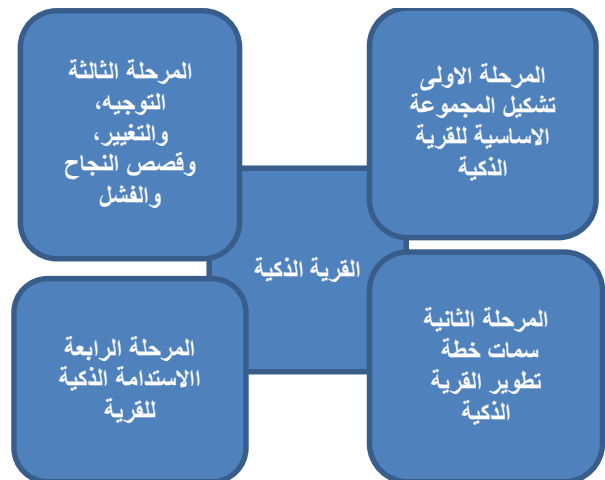 المرحلة الاولى
تشكيل المجموعة
الاساسية للقرية
الذكية
المرحلة الثالثة
التوجيه،
والتغيير،
وقصص النجاح
والفشل
القرية الذكية
المرحلة الثانية
سمات خطة
تطوير القرية
الذكية
المرحلة الرابعة
االاستدامة الذكية
للقرية